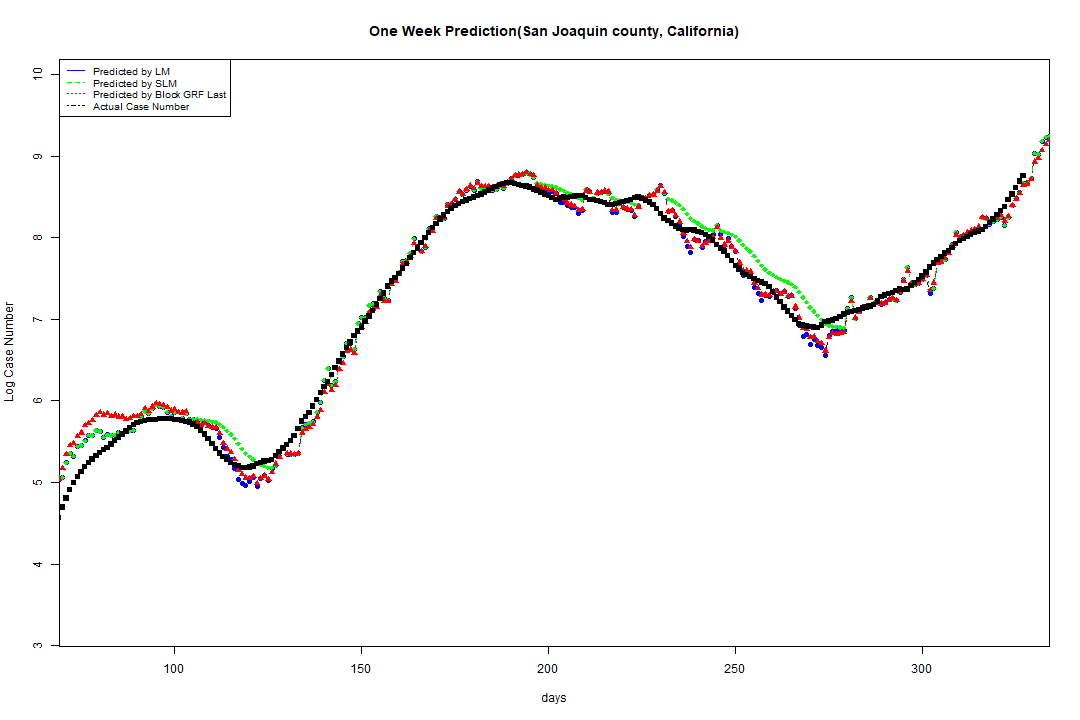 One Week Prediction(San Joaquin county, California)
Predicted by LM
Predicted by SLM
Predicted by Block GRF Last
Actual Case Number
10
9
8
7
6
5
4
3
Log Case Number
100 150 200 250 300
days